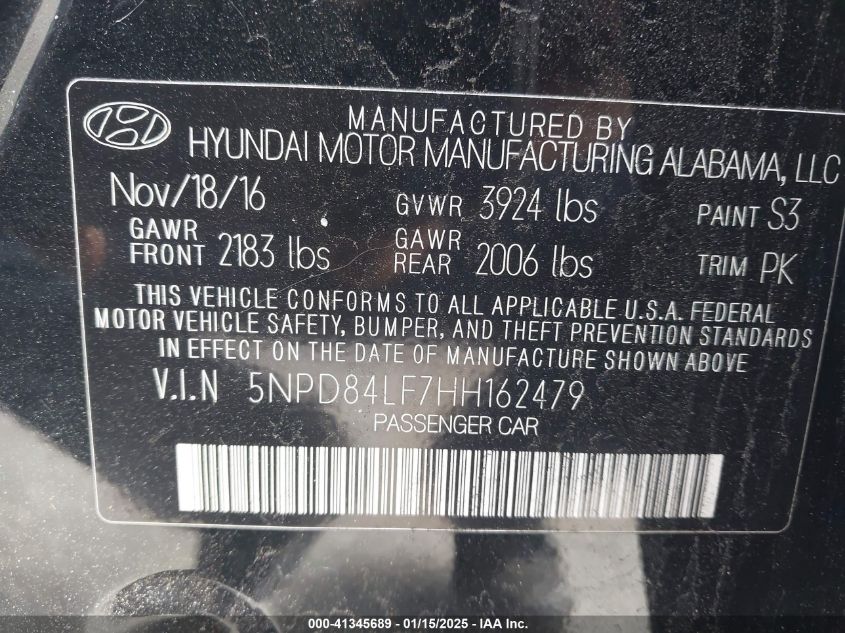 MANUFACTURED BY
HYUNDAI MOTOR MANUFACTURING ALABAMA, LLC
Nov/18/16 GVWR 3924 lbs PAINT S3
GAWR FRONT 2183 lbs GAWR REAR 2006 lbs TRIM PK
THIS VEHICLE CONFORMS TO ALL APPLICABLE U.S.A. FEDERAL
MOTOR VEHICLE SAFETY, BUMPER, AND THEFT PREVENTION STANDARDS
IN EFFECT ON THE DATE OF MANUFACTURE SHOWN ABOVE
V.I.N 5NPD84LF7HH162479
PASSENGER CAR
000-41345689 - 01/15/2025 - IAA Inc.